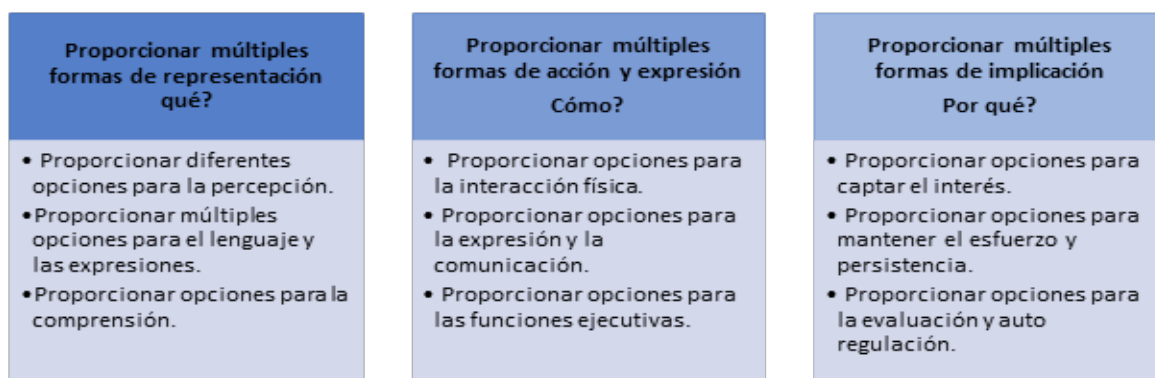 Proporcionar múltiples
formas de representación
qué?
• Proporcionar diferentes
opciones para la percepción.
•Proporcionar múltiples
opciones para el lenguaje y
las expresiones.
•Proporcionar opciones para la
comprensión.
Proporcionar múltiples
formas de acción y expresión
Cómo?
• Proporcionar opciones para
la interacción física.
• Proporcionar opciones para
la expresión y la
comunicación.
• Proporcionar opciones para
las funciones ejecutivas.
Proporcionar múltiples
formas de implicación
Por qué?
• Proporcionar opciones para
captar el interés.
• Proporcionar opciones para
mantener el esfuerzo y
persistencia.
• Proporcionar opciones para
la evaluación y auto
regulación.